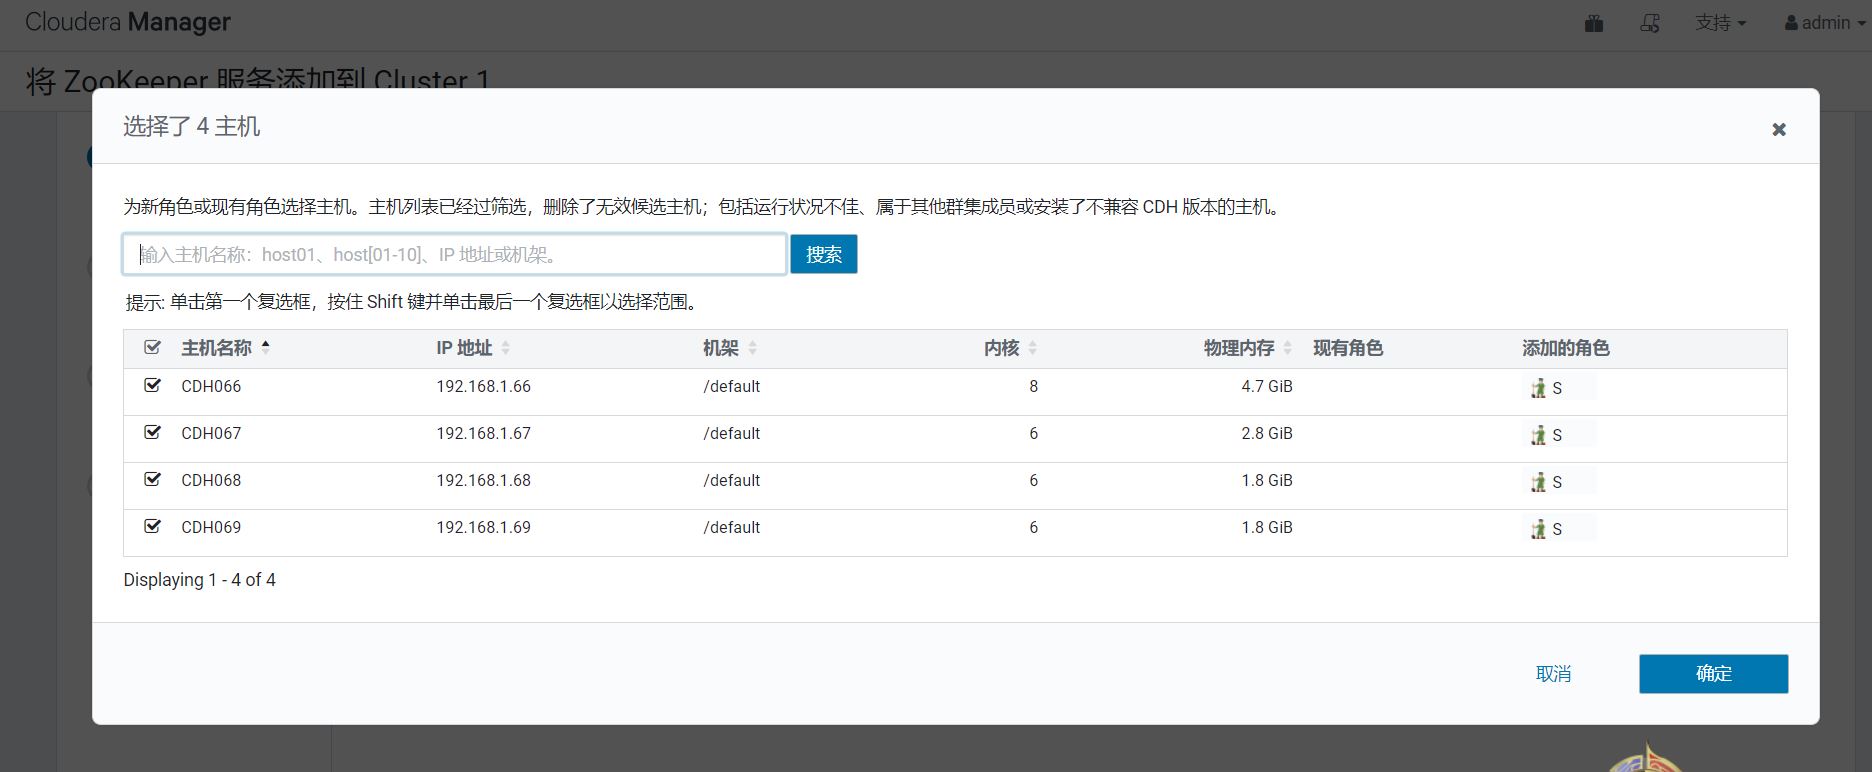 Cloudera Manager
支持
admin
将 ZooKeeper 服务添加到 Cluster 1
选择了 4 主机
为新角色或现有角色选择主机。主机列表已经过筛选，删除了无效候选主机；包括运行状况不佳、属于其他群集成员或安装了不兼容 CDH 版本的主机。
输入主机名称：host01、host[01-10]、IP 地址或机架。
搜索
提示: 单击第一个复选框，按住 Shift 键并单击最后一个复选框以选择范围。
主机名称 IP 地址 机架 内核 物理内存 现有角色 添加的角色
CDH066 192.168.1.66 /default 8 4.7 GiB S
CDH067 192.168.1.67 /default 6 2.8 GiB S
CDH068 192.168.1.68 /default 6 1.8 GiB S
CDH069 192.168.1.69 /default 6 1.8 GiB S
Displaying 1 - 4 of 4
取消
确定